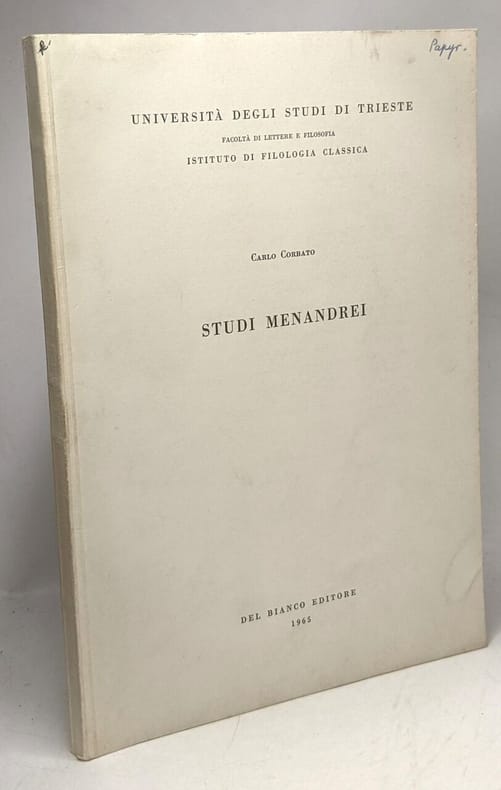 Papyr.
UNIVERSITÀ DEGLI STUDI DI TRIESTE
FACOLTÀ DI LETTERE E FILOSOFIA
ISTITUTO DI FILOLOGIA CLASSICA
CARLO CORBATO
STUDI MENANDREI
DEL BIANCO EDITORE
1965